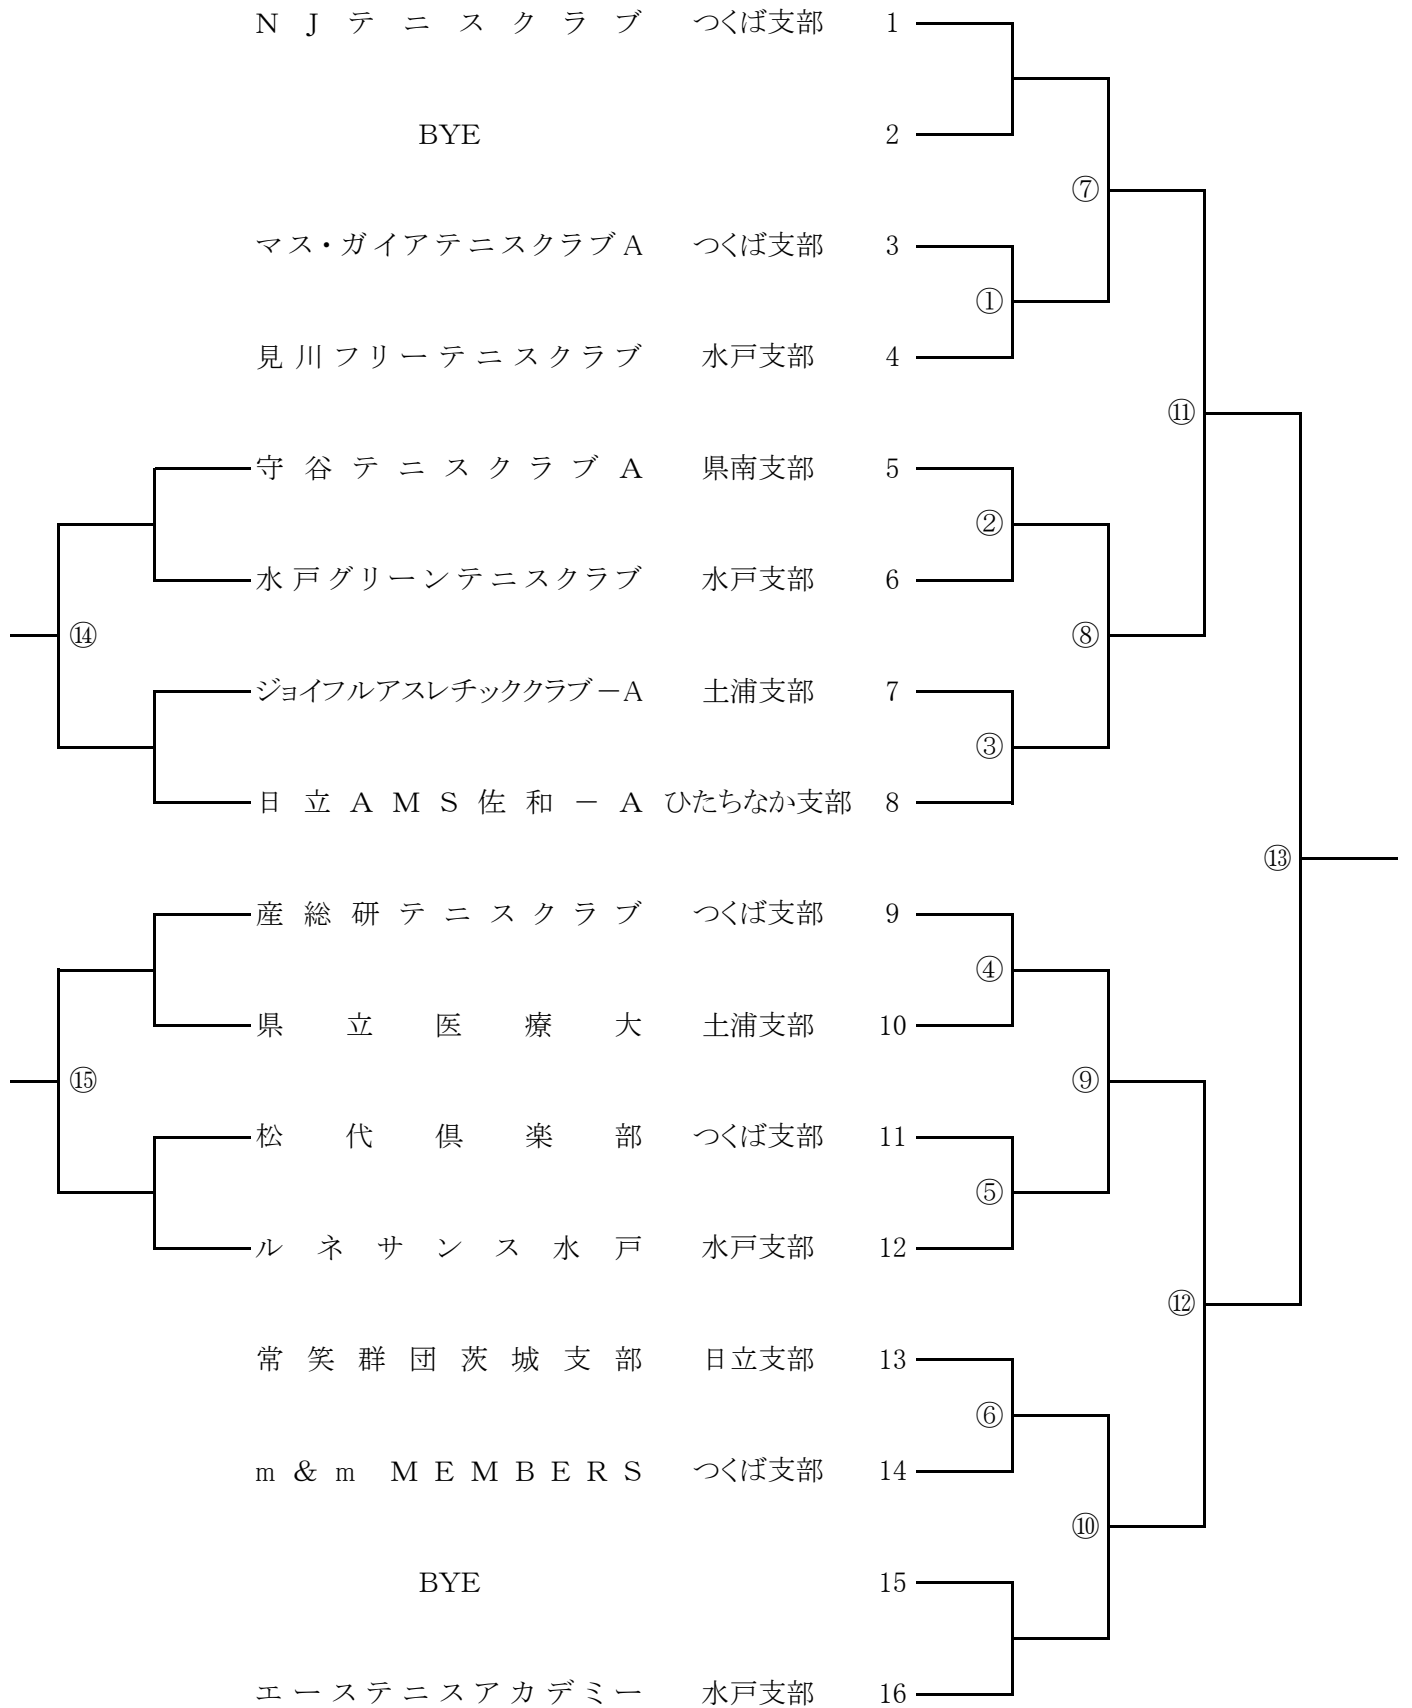 NJテニスクラブ つくば支部 1
BYE 2
⑦
マス・ガイアテニスクラブA つくば支部 3
①
見川フリーテニスクラブ 水戸支部 4
⑪
守谷テニスクラブA 県南支部 5
②
水戸グリーンテニスクラブ 水戸支部 6
⑭ ⑧
ジョイフルアスレチッククラブ－A 土浦支部 7
③
日立AMS佐和－A ひたちなか支部 8
⑬
産総研テニスクラブ つくば支部 9
④
県立医療大 土浦支部 10
⑮ ⑨
松代倶楽部 つくば支部 11
⑤
ルネサンス水戸 水戸支部 12
⑫
常笑群団茨城支部 日立支部 13
⑥
m&m MEMBERS つくば支部 14
⑩
BYE 15
エーステニスアカデミー 水戸支部 16